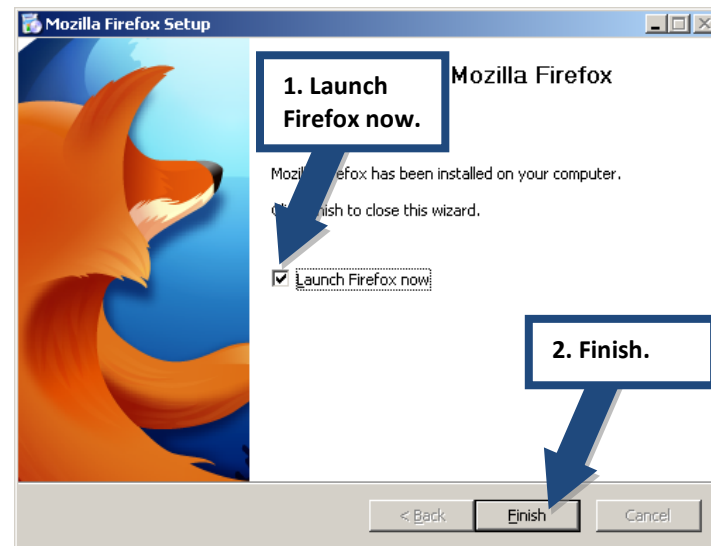 Mozilla Firefox Setup
Mozilla Firefox
1. Launch
Firefox now.
has been installed on your computer.
to close this wizard.
Launch Firefox now
2. Finish.
< Back Finish Cancel